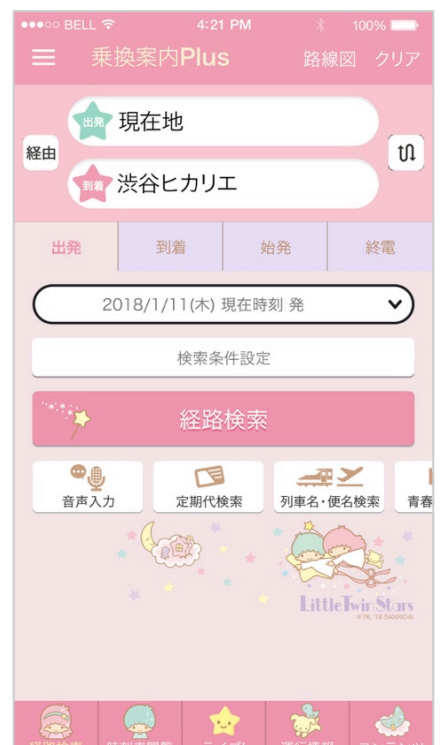 BELL 4:21 PM 100%
乗換案内Plus 路線図 クリア
出発 現在地
経由
到着 渋谷ヒカリエ
出発 到着 始発 終電
2018/1/11(木) 現在時刻 発
検索条件設定
経路検索
音声入力 定期代検索 列車名・便名検索 青春
LittleTwinStars